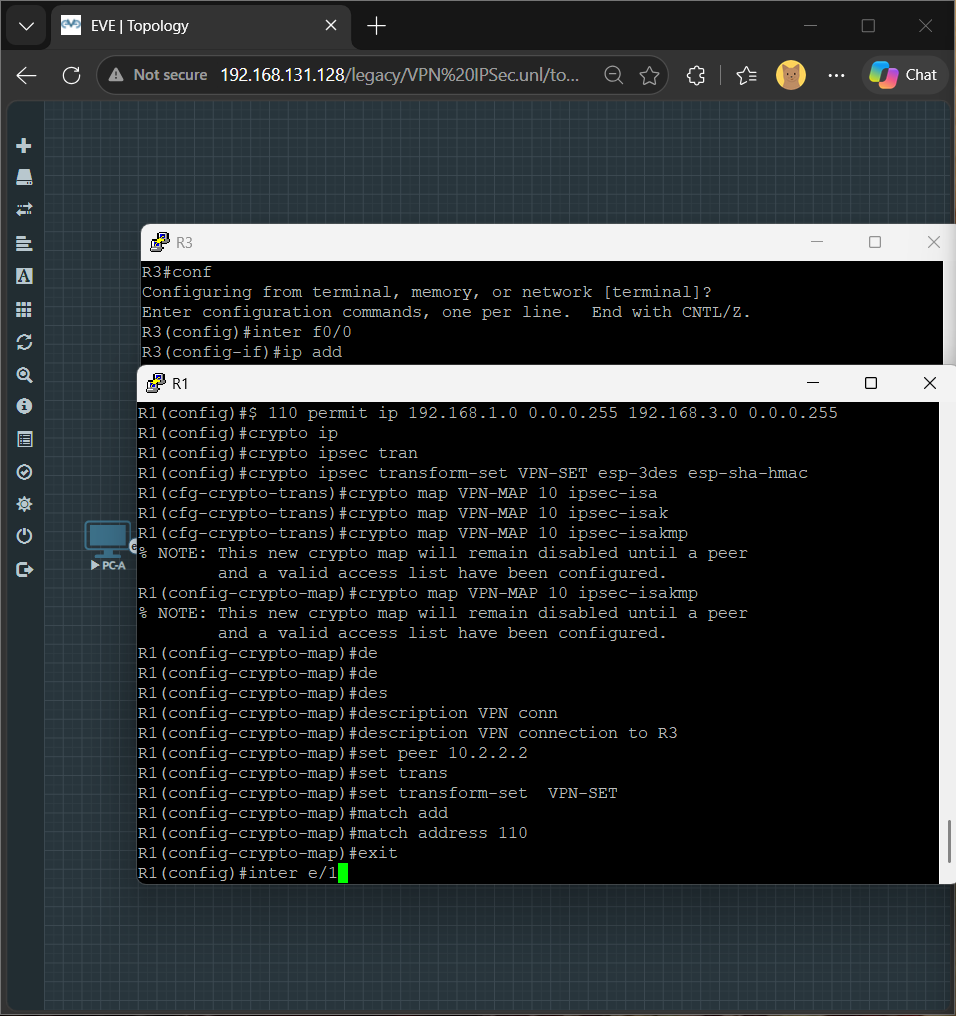 EVE | Topology
Not secure 192.168.131.128/legacy/VPN%20IPSec.unl/to...
Chat
R3
R3#conf
Configuring from terminal, memory, or network [terminal]?
Enter configuration commands, one per line.  End with CNTL/Z.
R3(config)#inter f0/0
R3(config-if)#ip add
R1
R1(config)#$ 110 permit ip 192.168.1.0 0.0.0.255 192.168.3.0 0.0.0.255
R1(config)#crypto ip
R1(config)#crypto ipsec tran
R1(config)#crypto ipsec transform-set VPN-SET esp-3des esp-sha-hmac
R1(cfg-crypto-trans)#crypto map VPN-MAP 10 ipsec-isa
R1(cfg-crypto-trans)#crypto map VPN-MAP 10 ipsec-isak
R1(cfg-crypto-trans)#crypto map VPN-MAP 10 ipsec-isakmp
% NOTE: This new crypto map will remain disabled until a peer
        and a valid access list have been configured.
R1(config-crypto-map)#crypto map VPN-MAP 10 ipsec-isakmp
% NOTE: This new crypto map will remain disabled until a peer
        and a valid access list have been configured.
R1(config-crypto-map)#de
R1(config-crypto-map)#de
R1(config-crypto-map)#des
R1(config-crypto-map)#description VPN conn
R1(config-crypto-map)#description VPN connection to R3
R1(config-crypto-map)#set peer 10.2.2.2
R1(config-crypto-map)#set trans
R1(config-crypto-map)#set transform-set  VPN-SET
R1(config-crypto-map)#match add
R1(config-crypto-map)#match address 110
R1(config-crypto-map)#exit
R1(config)#inter e/1
PC-A